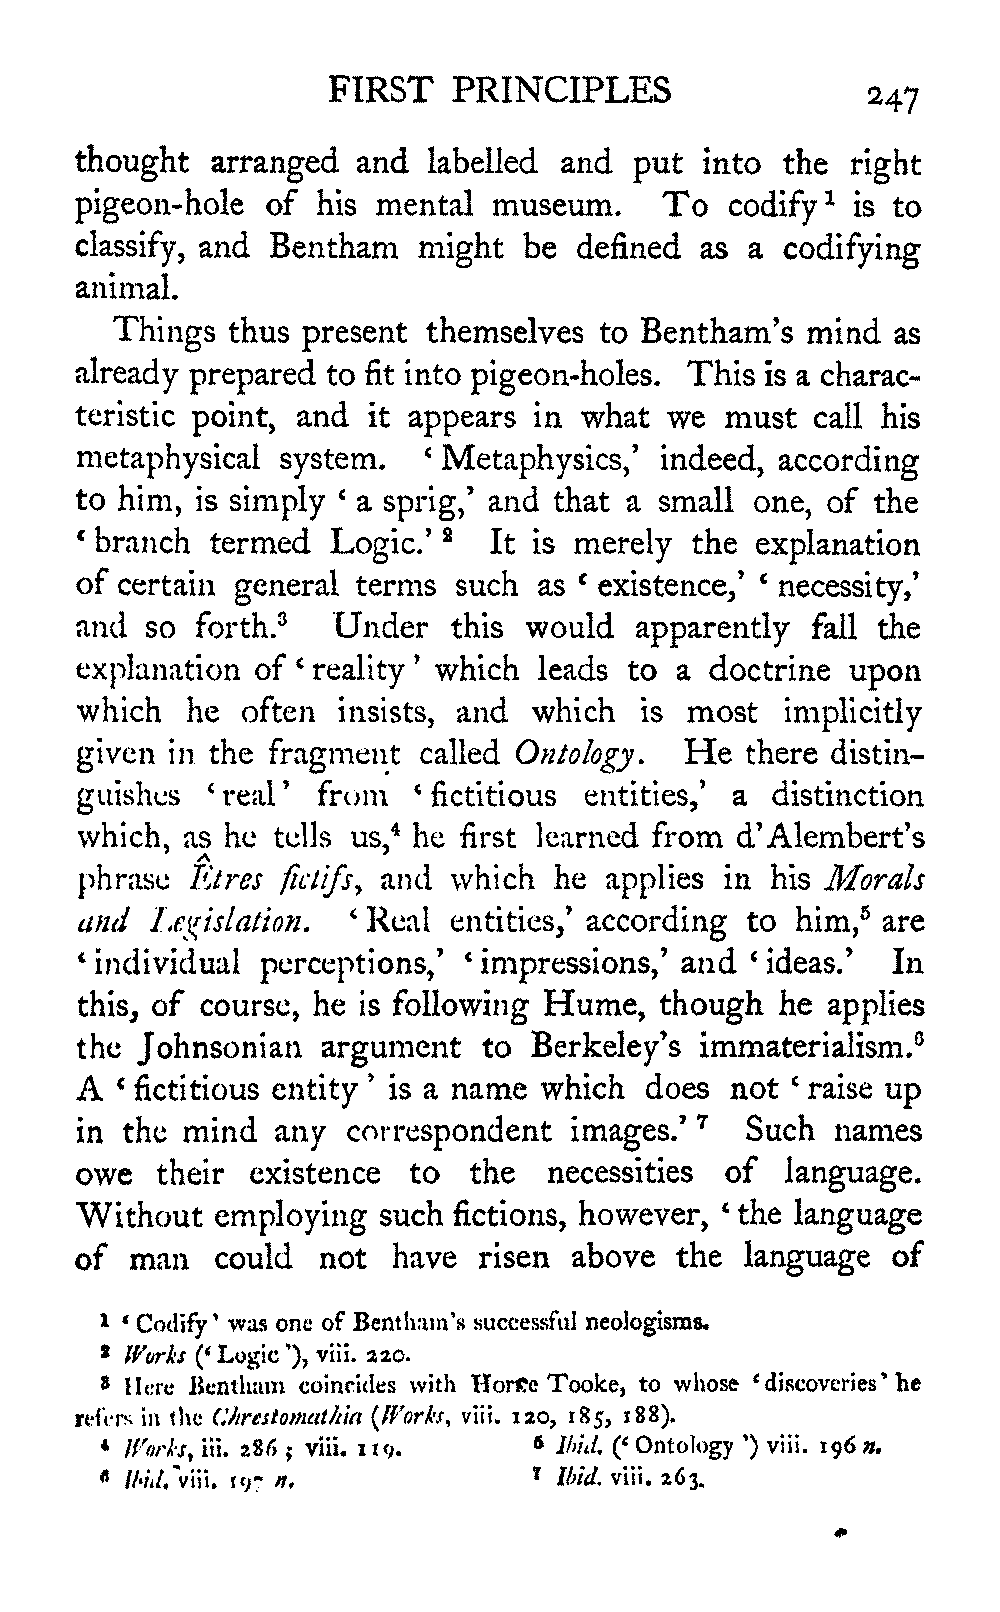 FIRST PRINCIPLES 247
thought arranged and labelled and put into the right
pigeon-hole of his mental museum. To codify¹ is to
classify, and Bentham might be defined as a codifying
animal.
Things thus present themselves to Bentham's mind as
already prepared to fit into pigeon-holes. This is a charac-
teristic point, and it appears in what we must call his
metaphysical system. ‘Metaphysics,’ indeed, according
to him, is simply ‘a sprig,’ and that a small one, of the
‘branch termed Logic.’² It is merely the explanation
of certain general terms such as ‘existence,’ ‘necessity,’
and so forth.³ Under this would apparently fall the
explanation of ‘reality’ which leads to a doctrine upon
which he often insists, and which is most implicitly
given in the fragment called Ontology. He there distin-
guishes ‘real’ from ‘fictitious entities,’ a distinction
which, as he tells us,⁴ he first learned from d'Alembert's
phrase Êtres fictifs, and which he applies in his Morals
and Legislation. ‘Real entities,’ according to him,⁵ are
‘individual perceptions,’ ‘impressions,’ and ‘ideas.’ In
this, of course, he is following Hume, though he applies
the Johnsonian argument to Berkeley's immaterialism.⁶
A ‘fictitious entity’ is a name which does not ‘raise up
in the mind any correspondent images.’⁷ Such names
owe their existence to the necessities of language.
Without employing such fictions, however, ‘the language
of man could not have risen above the language of
¹ ‘Codify’ was one of Bentham's successful neologisms.
² Works (‘Logic’), viii. 220.
³ Here Bentham coincides with Horne Tooke, to whose ‘discoveries’ he
refers in the Chrestomathia (Works, viii. 120, 185, 188).
⁴ Works, iii. 286; viii. 119. ⁵ Ibid. (‘Ontology’) viii. 196 n.
⁶ Ibid. viii. 197 n. ⁷ Ibid. viii. 263.